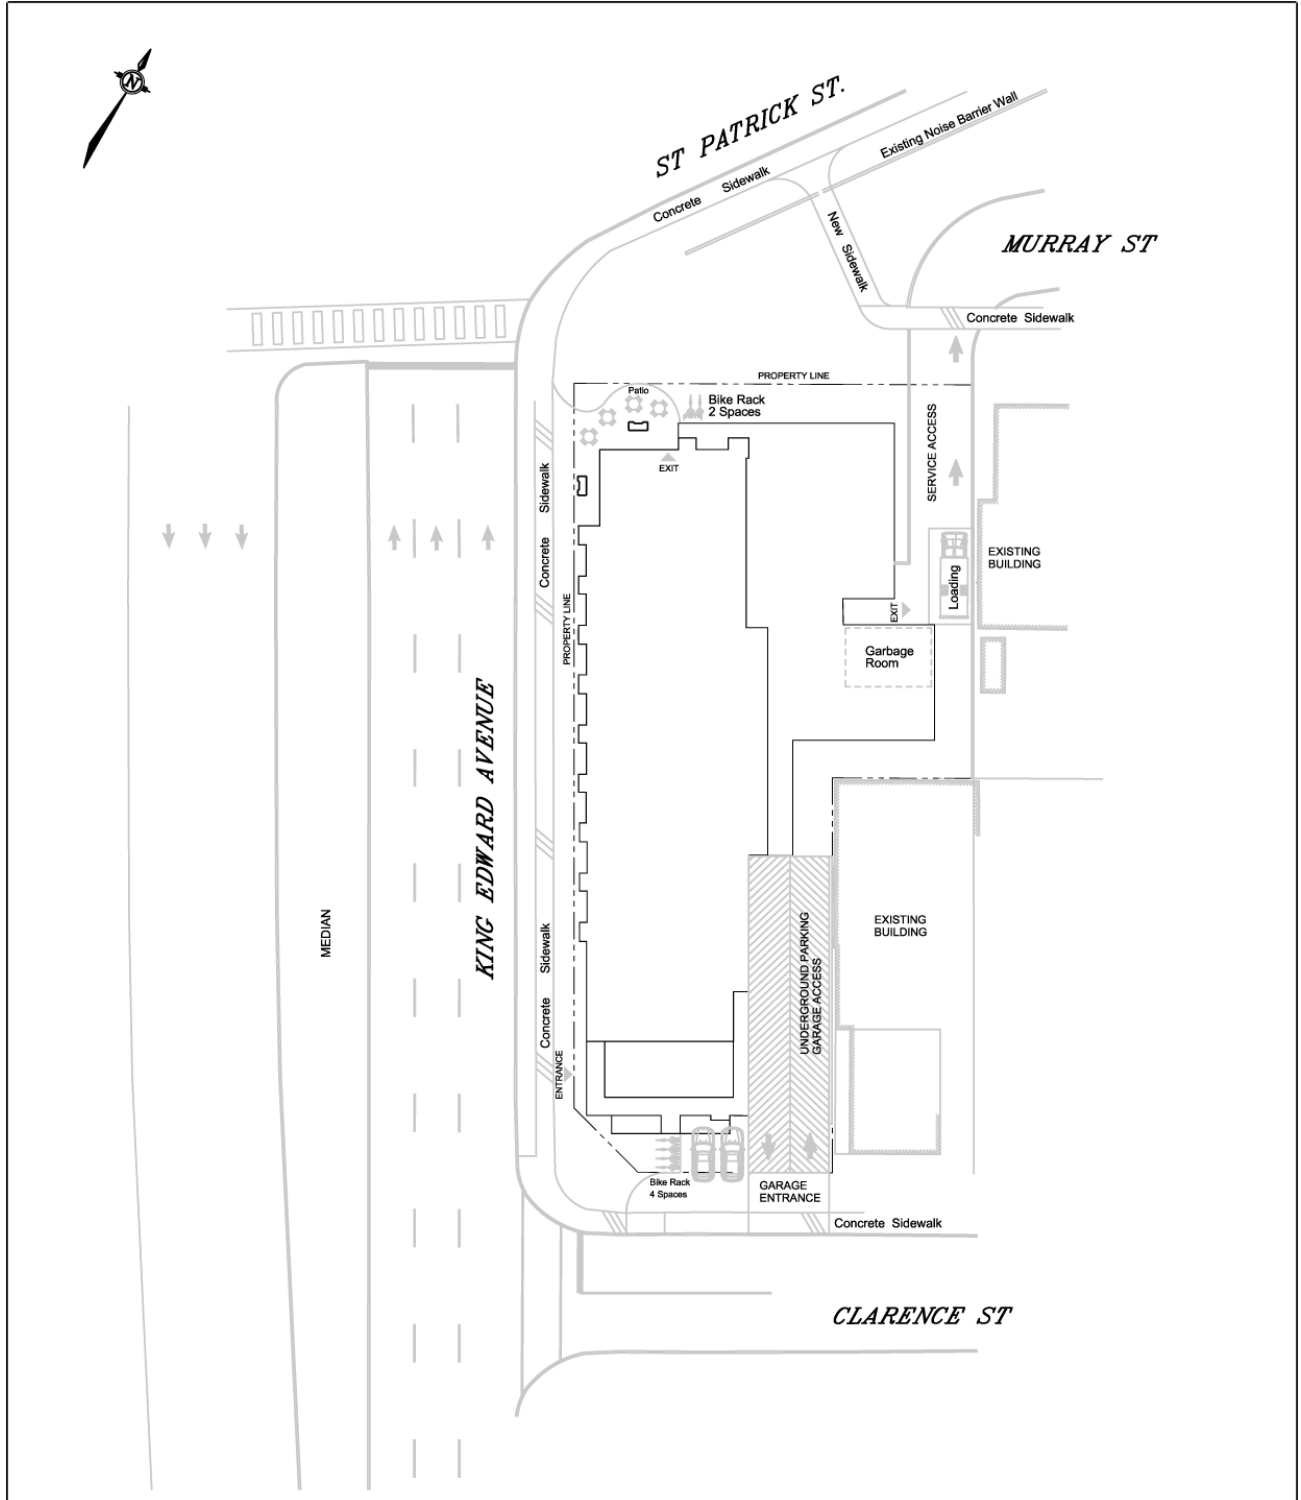 N
ST PATRICK ST.
Existing Noise Barrier Wall
Concrete Sidewalk
New Sidewalk
MURRAY ST
Concrete Sidewalk
PROPERTY LINE
Patio
Bike Rack
2 Spaces
SERVICE ACCESS
EXIT
Concrete Sidewalk
EXISTING
BUILDING
Loading
EXIT
PROPERTY LINE
Garbage
Room
KING EDWARD AVENUE
MEDIAN
EXISTING
BUILDING
UNDERGROUND PARKING
GARAGE ACCESS
Concrete Sidewalk
ENTRANCE
Bike Rack
4 Spaces
GARAGE
ENTRANCE
Concrete Sidewalk
CLARENCE ST